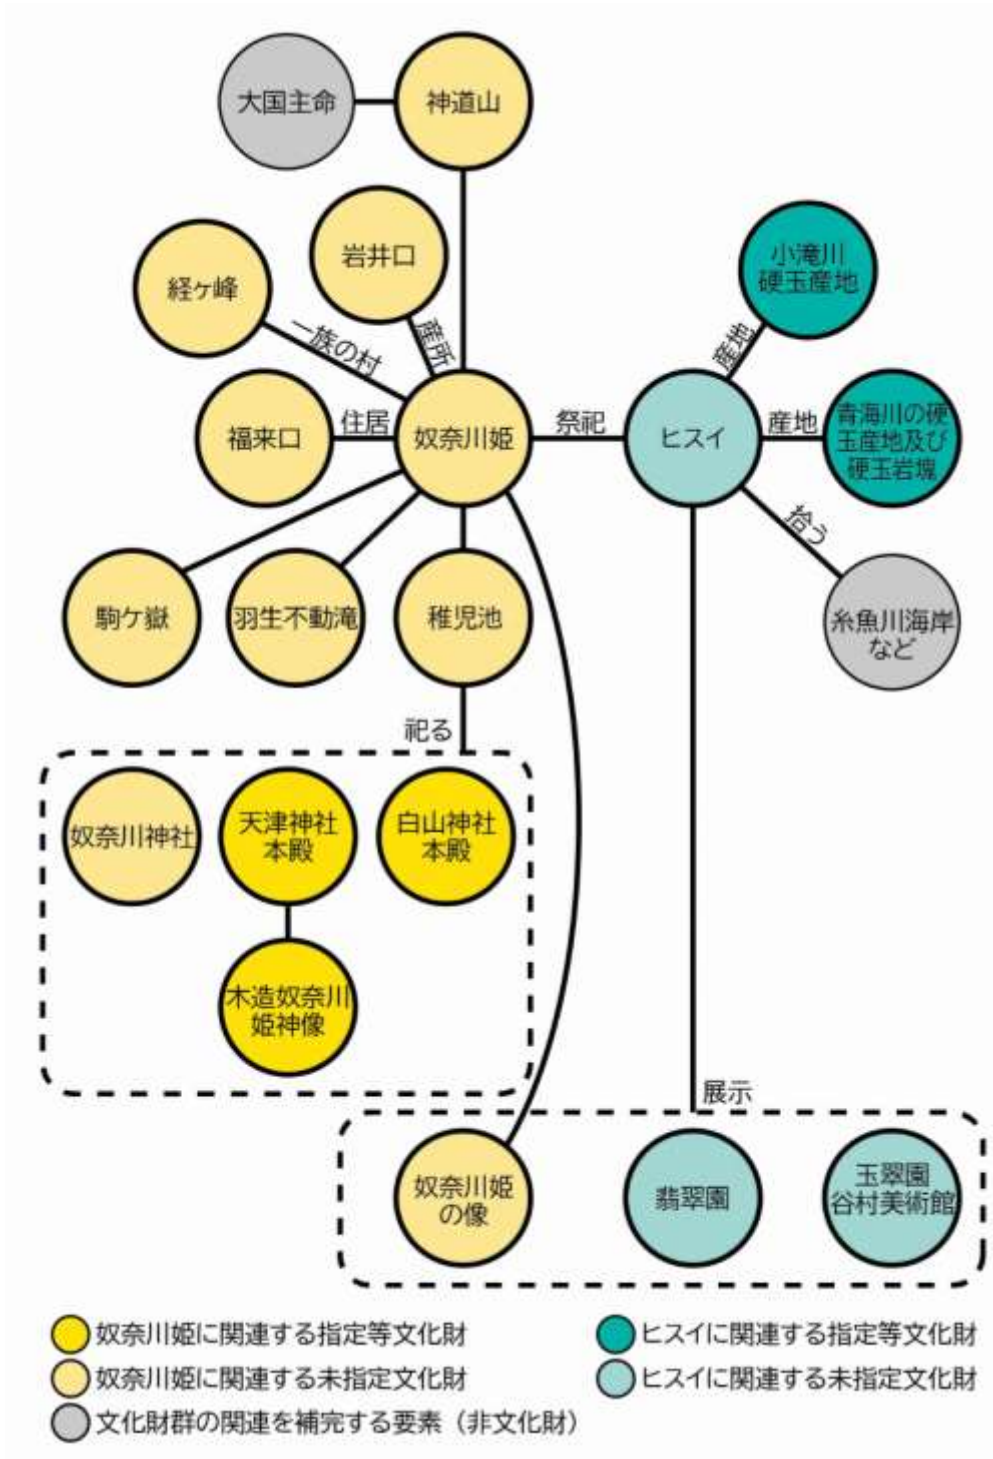 大国主命
神道山
岩井口
経ヶ峰
小滝川
硬玉産地
一族の村
産所
産地
福来口
住居
奴奈川姫
祭祀
ヒスイ
産地
青海川の硬
玉産地及び
硬玉岩塊
拾う
駒ケ嶽
羽生不動滝
稚児池
糸魚川海岸
など
祀る
奴奈川神社
天津神社
本殿
白山神社
本殿
木造奴奈川
姫神像
展示
奴奈川姫
の像
翡翠園
玉翠園
谷村美術館
奴奈川姫に関連する指定等文化財
ヒスイに関連する指定等文化財
奴奈川姫に関連する未指定文化財
ヒスイに関連する未指定文化財
文化財群の関連を補完する要素（非文化財）